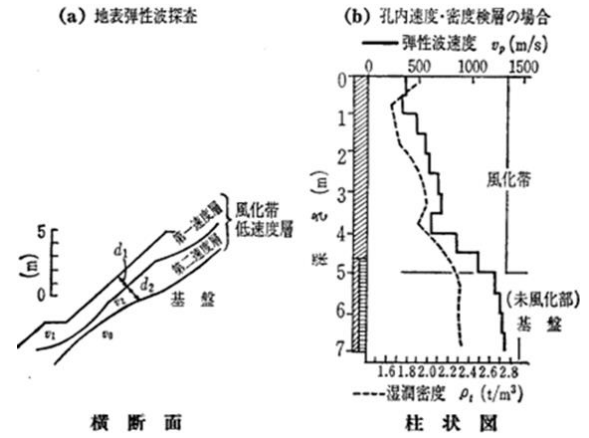 (a) 地表弾性波探査
5
(m)
0
第一速度層
第二速度層
風化帯
低速度層
d1
d2
v1
v2
v0
基盤
横断面
(b) 孔内速度・密度検層の場合
弾性波速度 vp (m/s)
0 500 1000 1500
0
1
2
3
4
5
6
7
深さ (m)
風化帯
(未風化部)
基盤
1.6 1.8 2.0 2.2 2.4 2.6 2.8
湿潤密度 ρt (t/m³)
柱状図